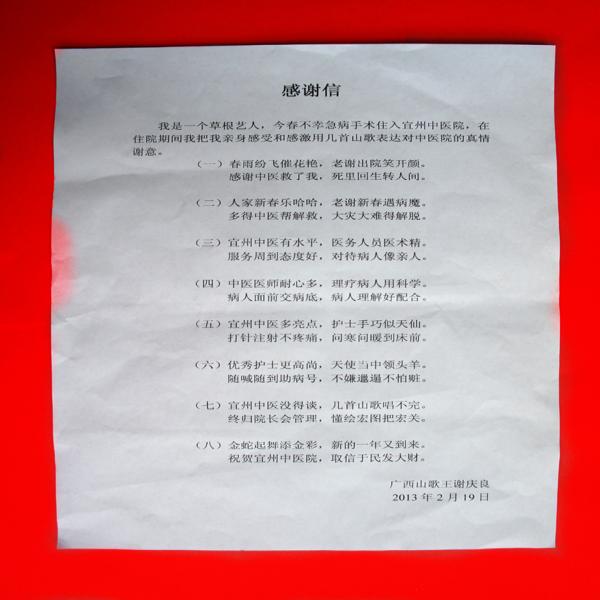 感谢信
我是一个草根艺人，今春不幸急病手术住入宜州中医院，在
住院期间我把我亲身感受和感激用几首山歌表达对中医院的真情
谢意。
（一）春雨纷飞催花艳，老谢出院笑开颜。
感谢中医救了我，死里回生转人间。
（二）人家新春乐哈哈，老谢新春遇病魔。
多得中医帮解救，大灾大难得解脱。
（三）宜州中医有水平，医务人员医术精。
服务周到态度好，对待病人像亲人。
（四）中医医师耐心多，理疗病人用科学。
病人面前交病底，病人理解好配合。
（五）宜州中医多亮点，护士手巧似天仙。
打针注射不疼痛，问寒问暖到床前。
（六）优秀护士更高尚，天使当中领头羊。
随喊随到助病号，不嫌邋遢不怕脏。
（七）宜州中医没得谈，几首山歌唱不完。
终归院长会管理，懂绘宏图把宏关。
（八）金蛇起舞添金彩，新的一年又到来。
祝贺宜州中医院，取信于民发大财。
广西山歌王谢庆良
2013 年 2 月 19 日